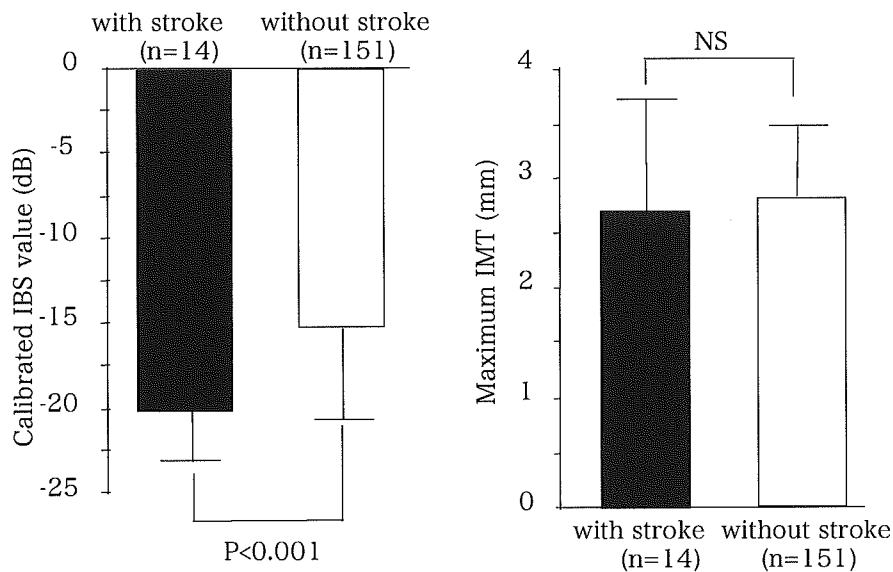 with stroke
(n=14)
without stroke
(n=151)
Calibrated IBS value (dB)
0
-5
-10
-15
-20
-25
P<0.001
NS
Maximum IMT (mm)
4
3
2
1
0
with stroke
(n=14)
without stroke
(n=151)